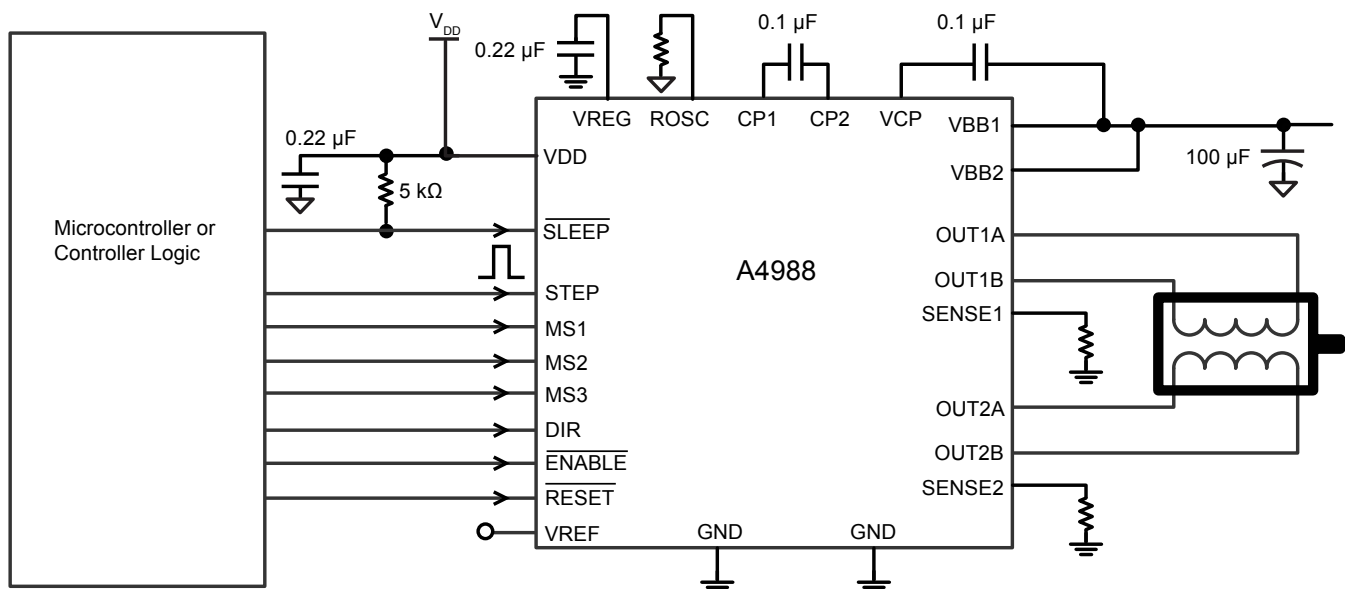 V_DD
0.22 µF
0.1 µF
0.1 µF
0.22 µF
5 kΩ
100 µF
Microcontroller or
Controller Logic
A4988
VREG
ROSC
CP1
CP2
VCP
VDD
SLEEP
STEP
MS1
MS2
MS3
DIR
ENABLE
RESET
VREF
GND
GND
VBB1
VBB2
OUT1A
OUT1B
SENSE1
OUT2A
OUT2B
SENSE2